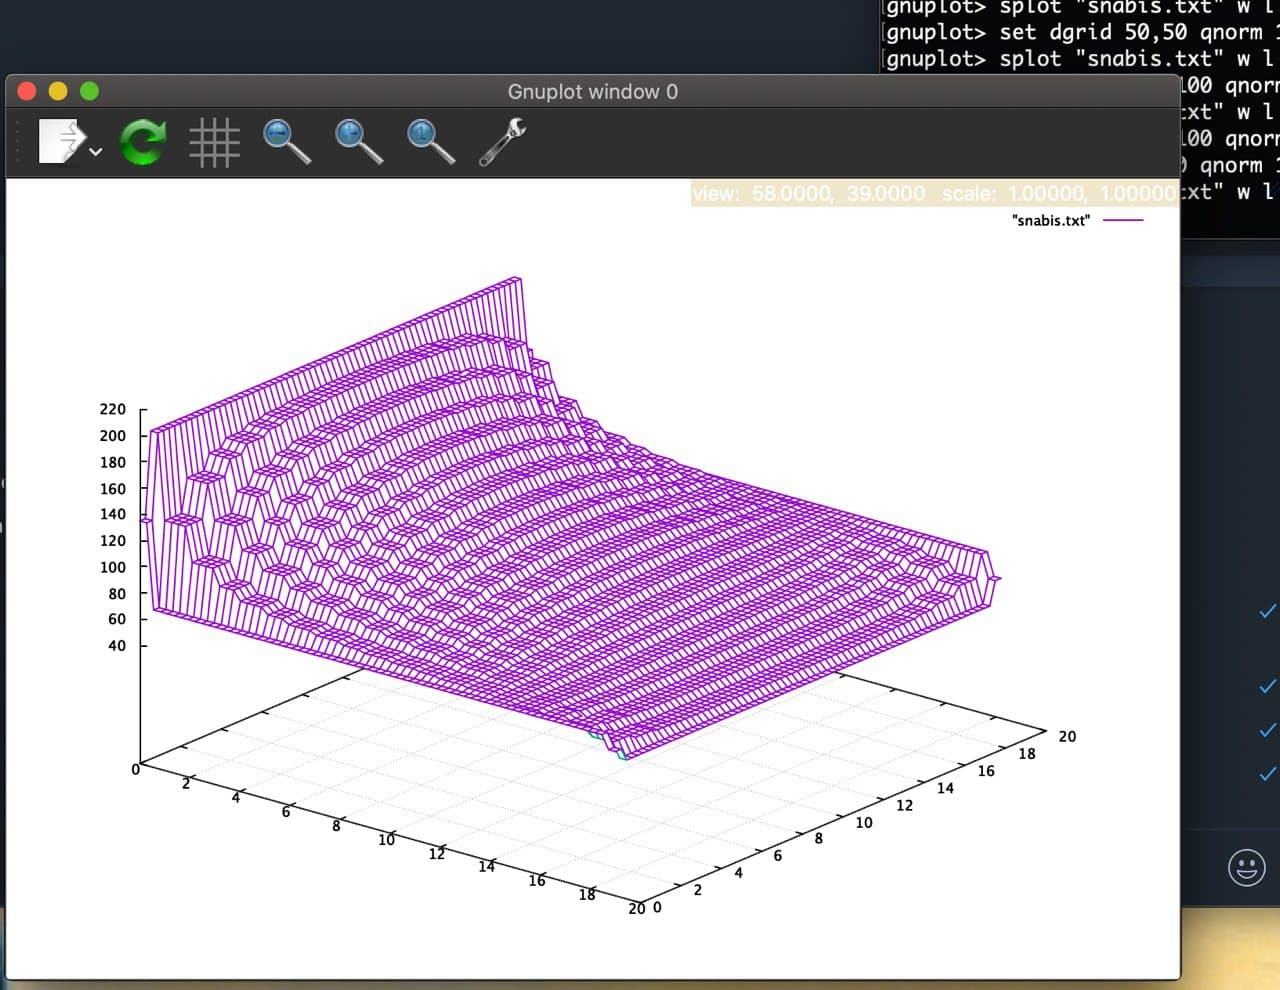 [gnuplot> splot "snabis.txt" w l
[gnuplot> set dgrid 50,50 qnorm 1
[gnuplot> splot "snabis.txt" w l
Gnuplot window 0
100 qnorm
txt" w l
100 qnorm
0 qnorm 1
txt" w l
view: 58.0000, 39.0000 scale: 1.00000, 1.00000
"snabis.txt"
220
200
180
160
140
120
100
80
60
40
0
2
4
6
8
10
12
14
16
18
20
0
2
4
6
8
10
12
14
16
18
20